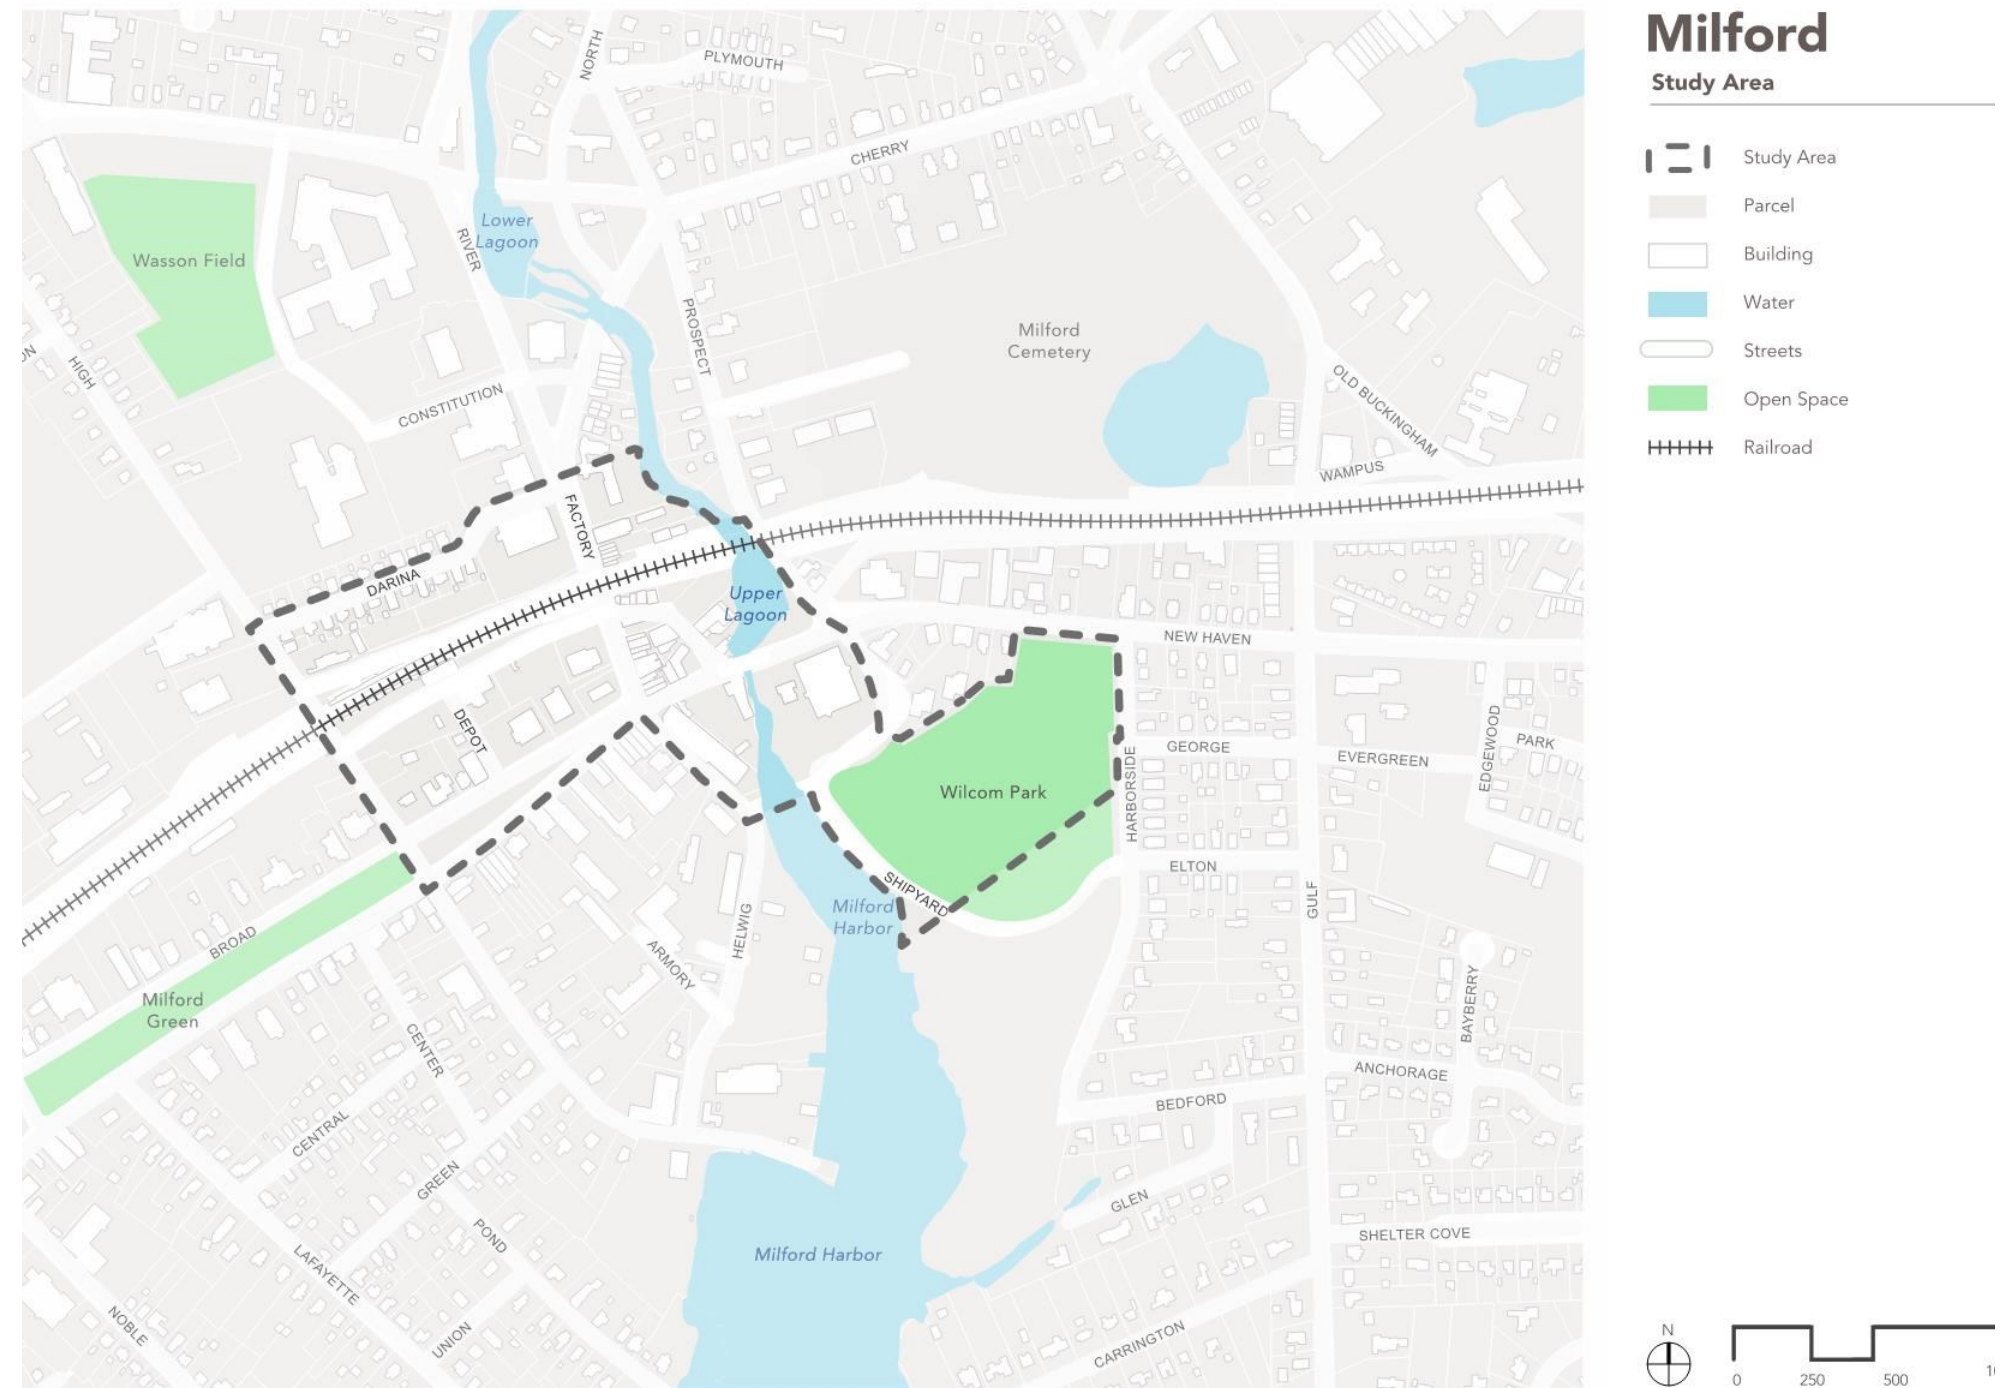 Milford
Study Area
Study Area
Parcel
Building
Water
Streets
Open Space
Railroad
NORTH
PLYMOUTH
CHERRY
Lower
Lagoon
RIVER
Wasson Field
PROSPECT
Milford
Cemetery
HIGH
CONSTITUTION
OLD BUCKINGHAM
WAMPUS
FACTORY
DARINA
Upper
Lagoon
NEW HAVEN
DEPOT
GEORGE
EVERGREEN
EDGEWOOD
PARK
Wilcom Park
HARBORSIDE
ELTON
GULF
SHIPYARD
Milford
Harbor
HELWIG
ARMORY
BROAD
Milford
Green
CENTER
BAYBERRY
ANCHORAGE
BEDFORD
CENTRAL
GREEN
GLEN
POND
SHELTER COVE
Milford Harbor
LAFAYETTE
NOBLE
UNION
CARRINGTON
N
0 250 500